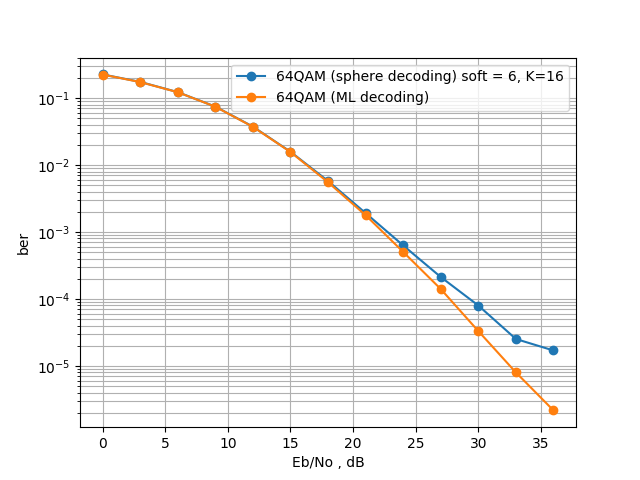 64QAM (sphere decoding) soft = 6, K=16
64QAM (ML decoding)
10⁻¹
10⁻²
10⁻³
10⁻⁴
10⁻⁵
ber
0 5 10 15 20 25 30 35
Eb/No , dB